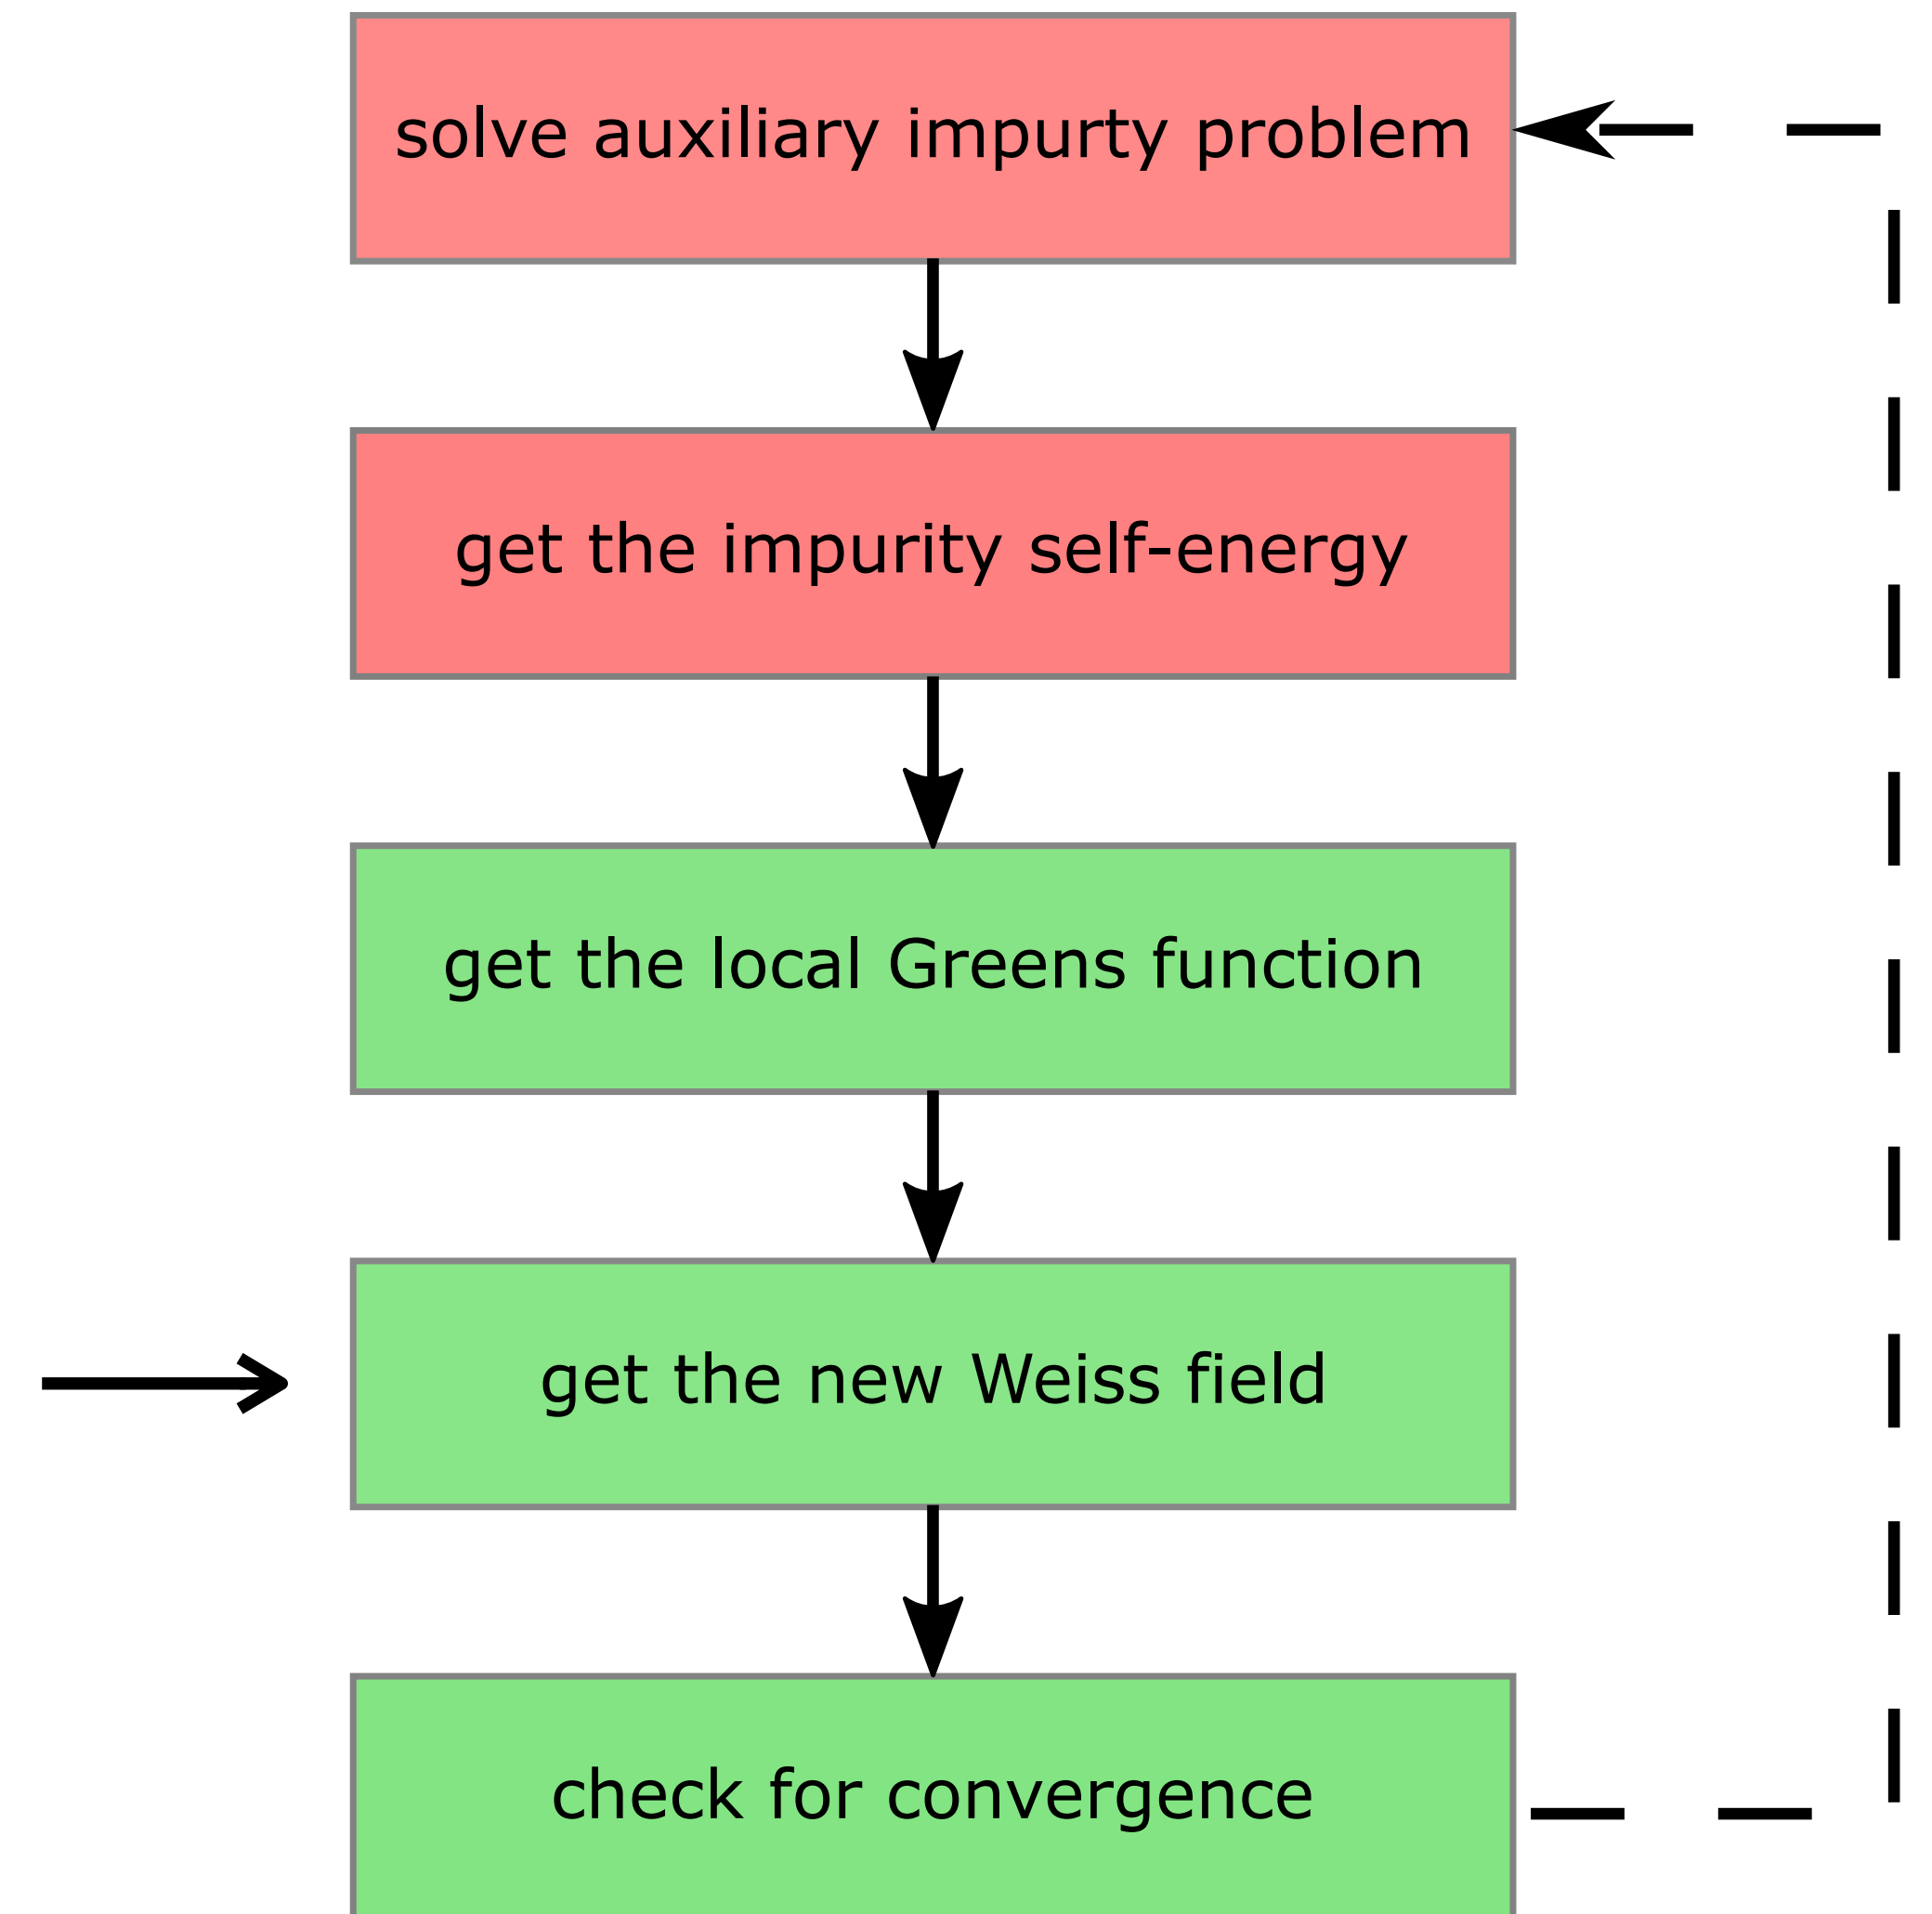 solve auxiliary impurty problem
get the impurity self-energy
get the local Greens function
get the new Weiss field
check for convergence